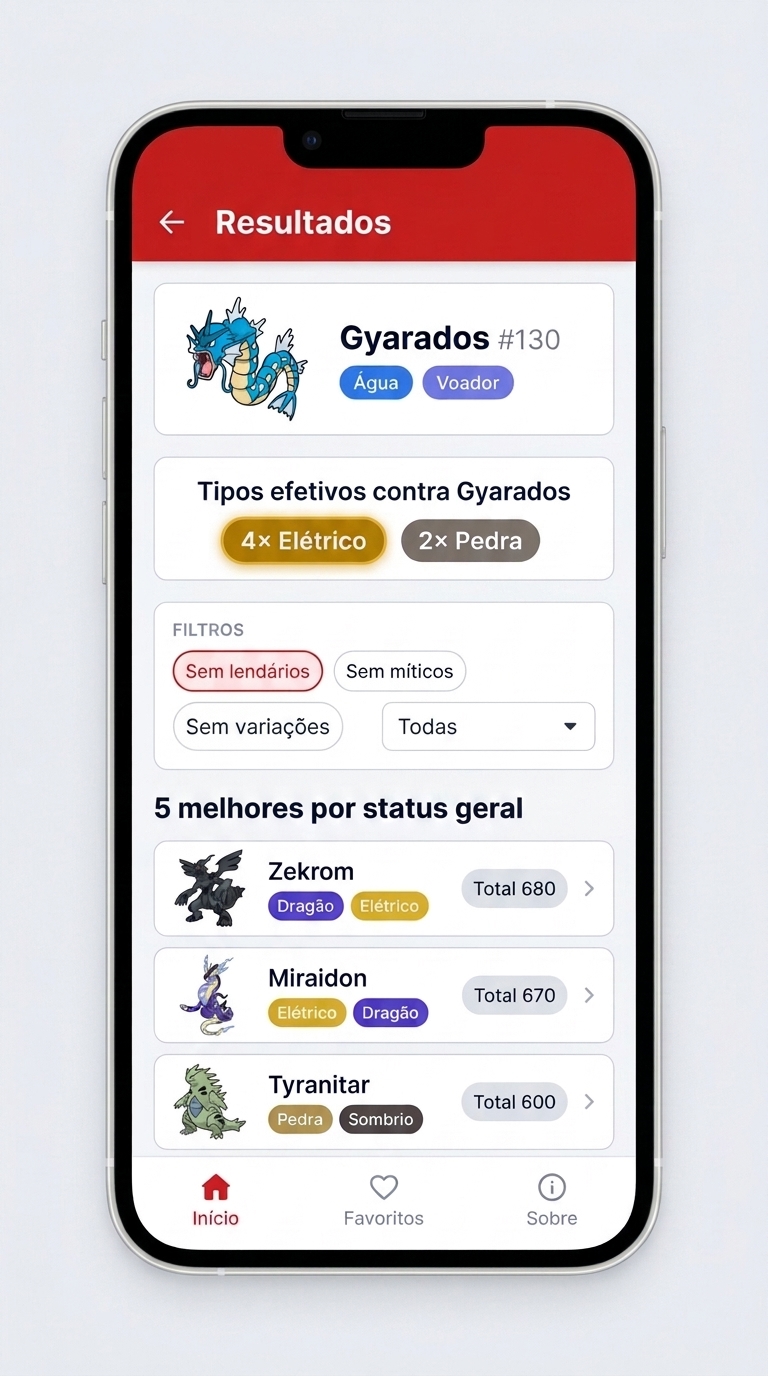 Resultados
Gyarados #130
Água Voador
Tipos efetivos contra Gyarados
4× Elétrico 2× Pedra
FILTROS
Sem lendários Sem míticos
Sem variações Todas
5 melhores por status geral
Zekrom
Dragão Elétrico
Total 680
Miraidon
Elétrico Dragão
Total 670
Tyranitar
Pedra Sombrio
Total 600
Início Favoritos Sobre